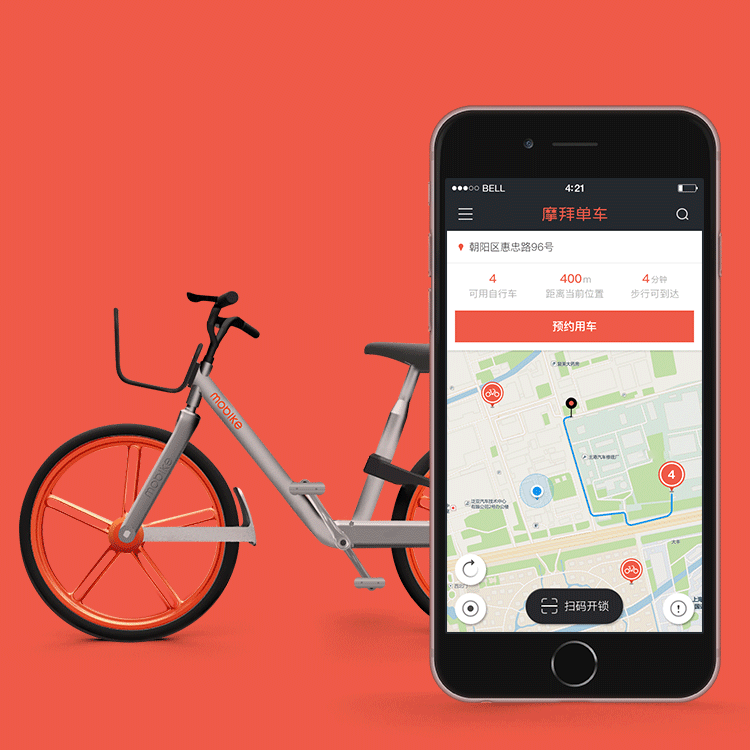 BELL 4:21
摩拜单车
朝阳区惠忠路96号
4 400m 4分钟
可用自行车 距离当前位置 步行可到达
预约用车
4
扫码开锁
大丰
mobike
mobike